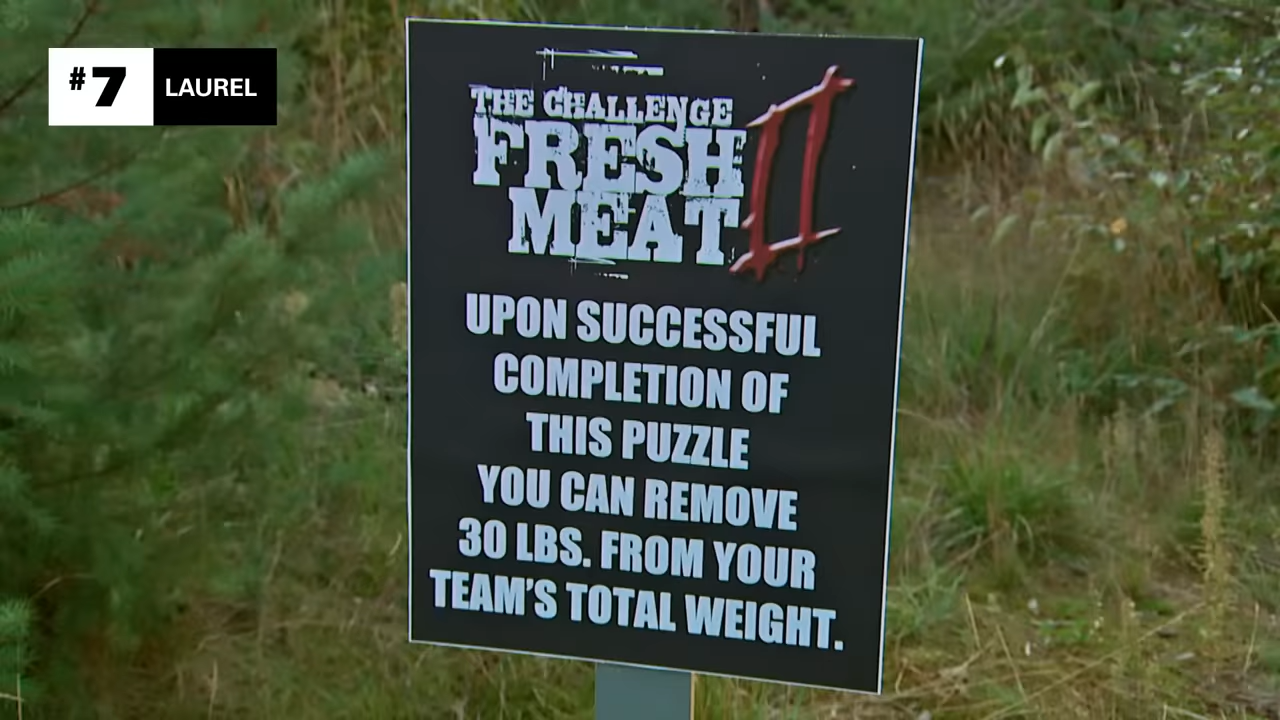 #7 LAUREL
THE CHALLENGE
FRESH
MEAT II
UPON SUCCESSFUL
COMPLETION OF
THIS PUZZLE
YOU CAN REMOVE
30 LBS. FROM YOUR
TEAM'S TOTAL WEIGHT.